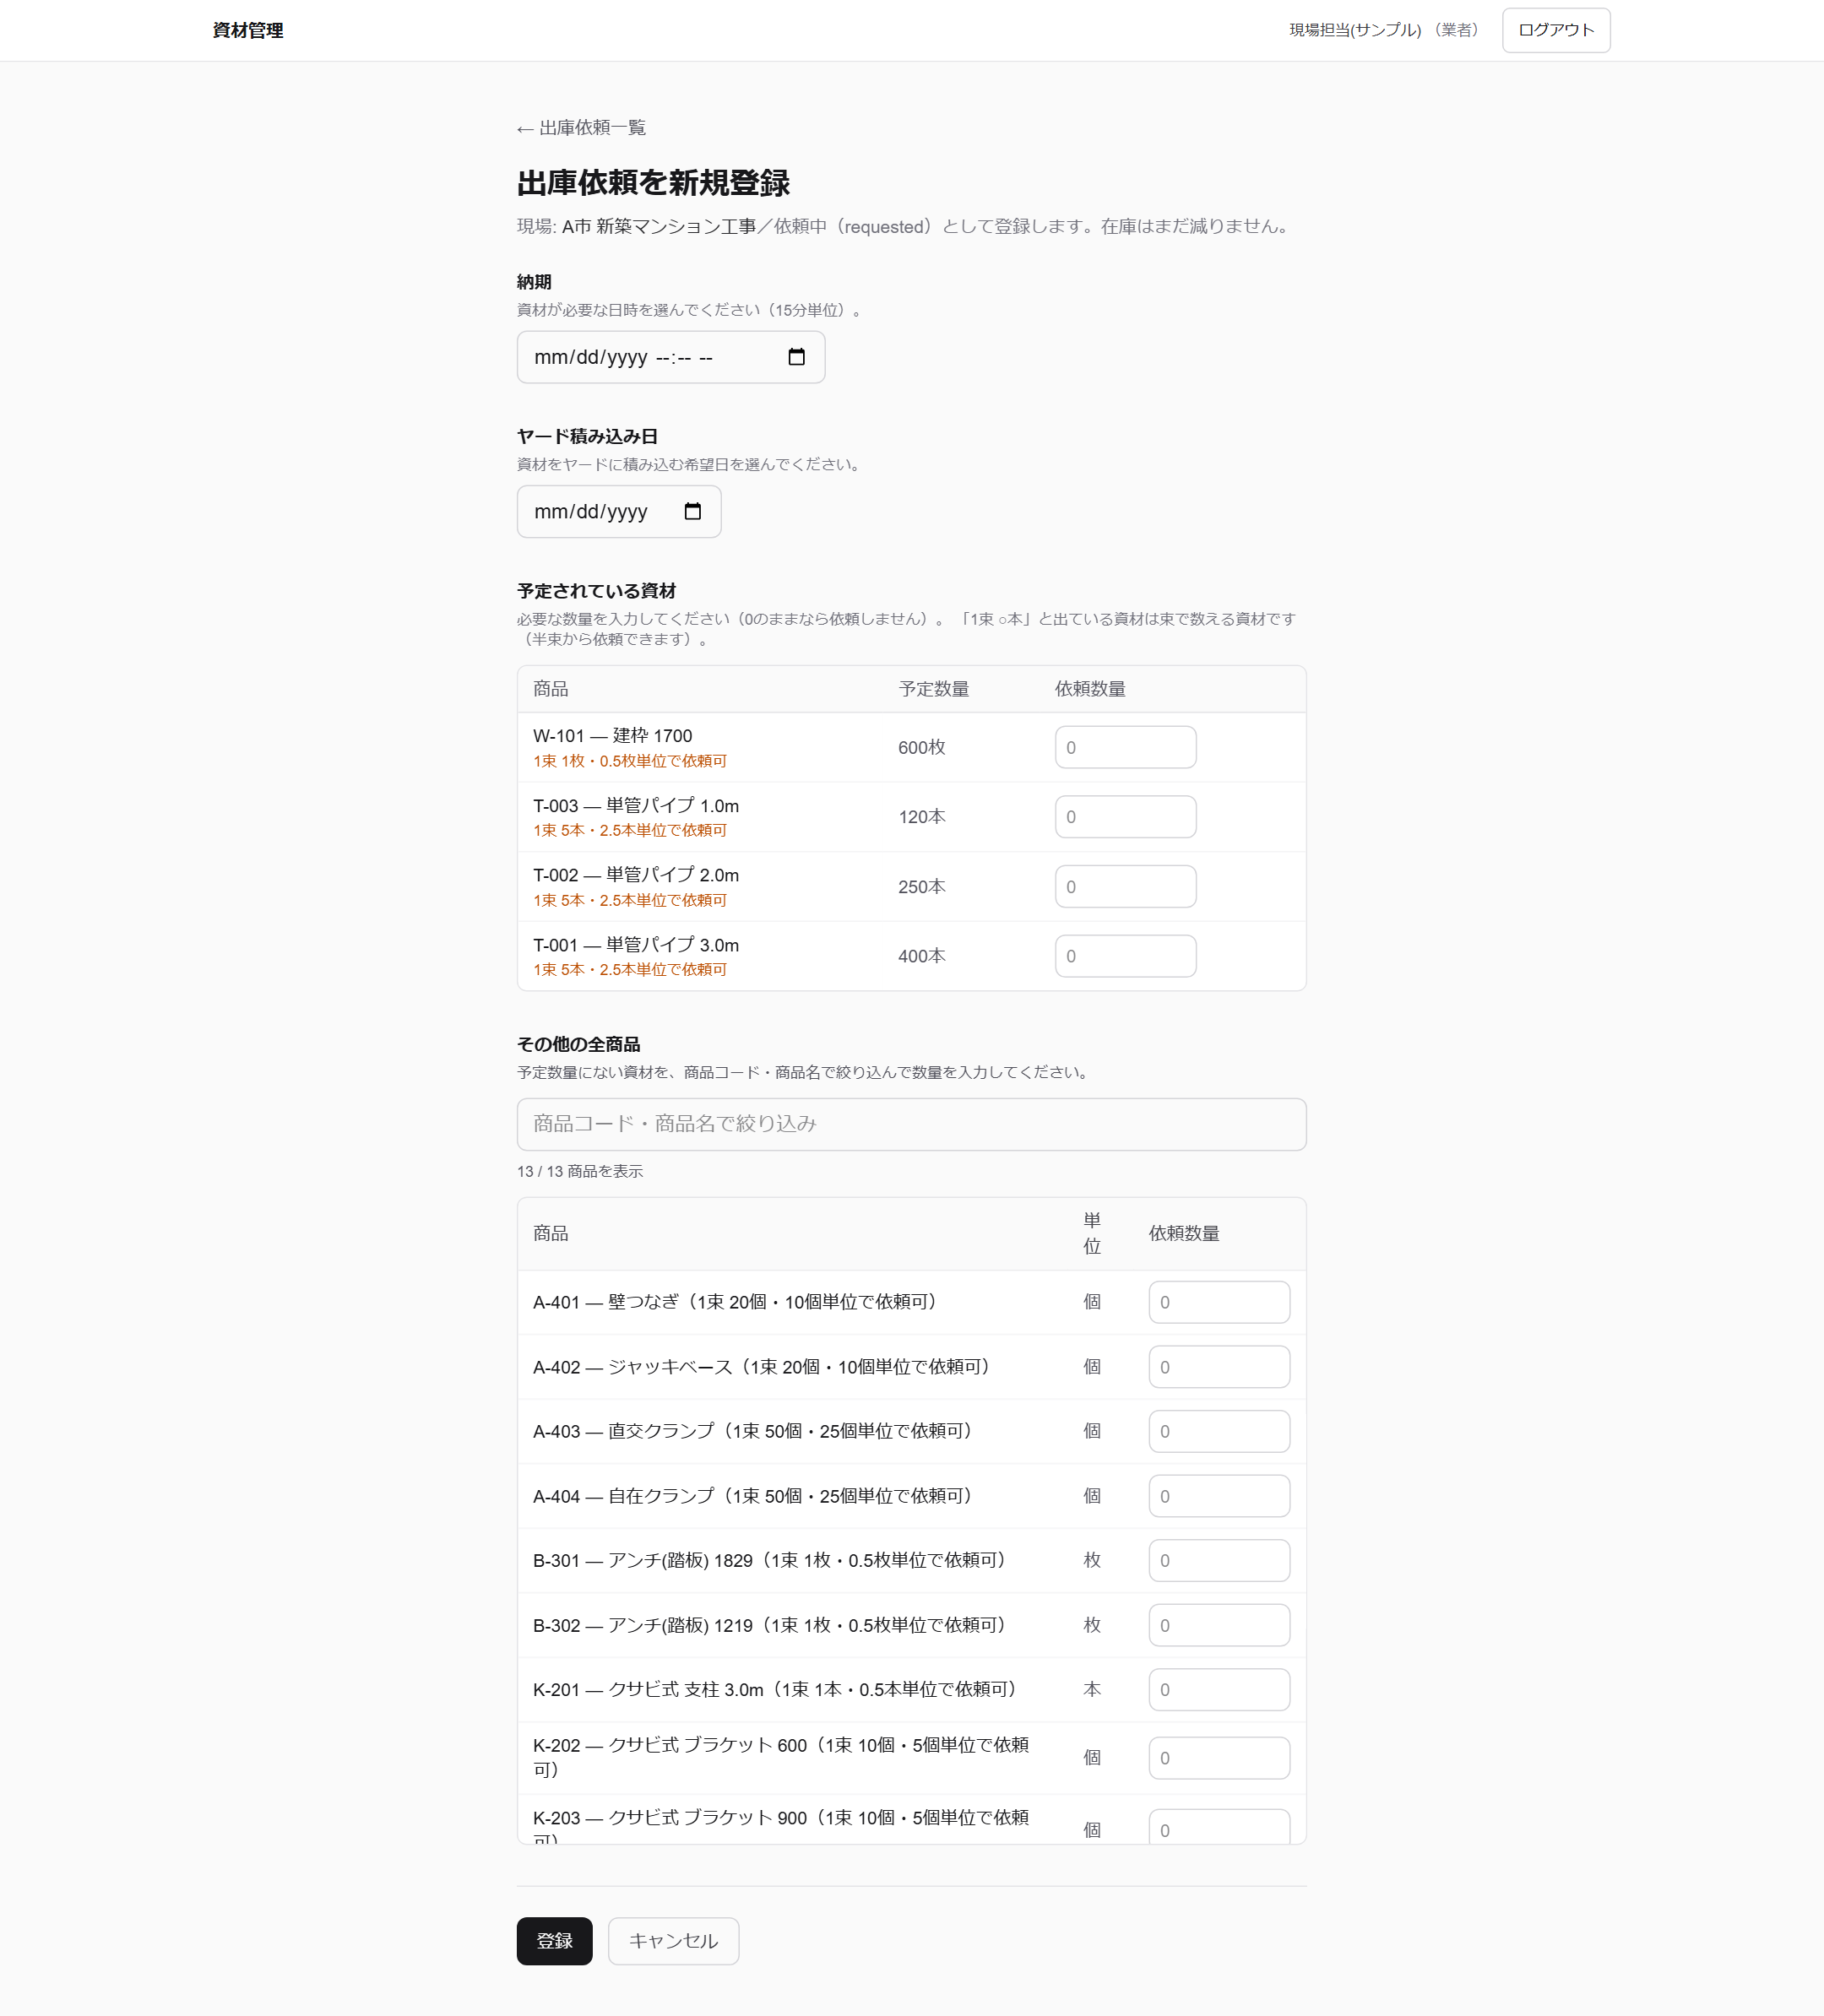 資材管理
現場担当(サンプル) （業者）
ログアウト
← 出庫依頼一覧
出庫依頼を新規登録
現場: A市 新築マンション工事／依頼中（requested）として登録します。在庫はまだ減りません。
納期
資材が必要な日時を選んでください（15分単位）。
mm/dd/yyyy --:-- --
ヤード積み込み日
資材をヤードに積み込む希望日を選んでください。
mm/dd/yyyy
予定されている資材
必要な数量を入力してください（0のままなら依頼しません）。 「1束 ○本」と出ている資材は束で数える資材です
（半束から依頼できます）。
商品 予定数量 依頼数量
W-101 — 建枠 1700
1束 1枚・0.5枚単位で依頼可
600枚 0
T-003 — 単管パイプ 1.0m
1束 5本・2.5本単位で依頼可
120本 0
T-002 — 単管パイプ 2.0m
1束 5本・2.5本単位で依頼可
250本 0
T-001 — 単管パイプ 3.0m
1束 5本・2.5本単位で依頼可
400本 0
その他の全商品
予定数量にない資材を、商品コード・商品名で絞り込んで数量を入力してください。
商品コード・商品名で絞り込み
13 / 13 商品を表示
商品 単位 依頼数量
A-401 — 壁つなぎ（1束 20個・10個単位で依頼可） 個 0
A-402 — ジャッキベース（1束 20個・10個単位で依頼可） 個 0
A-403 — 直交クランプ（1束 50個・25個単位で依頼可） 個 0
A-404 — 自在クランプ（1束 50個・25個単位で依頼可） 個 0
B-301 — アンチ(踏板) 1829（1束 1枚・0.5枚単位で依頼可） 枚 0
B-302 — アンチ(踏板) 1219（1束 1枚・0.5枚単位で依頼可） 枚 0
K-201 — クサビ式 支柱 3.0m（1束 1本・0.5本単位で依頼可） 本 0
K-202 — クサビ式 ブラケット 600（1束 10個・5個単位で依頼
可） 個 0
K-203 — クサビ式 ブラケット 900（1束 10個・5個単位で依頼
可） 個 0
登録
キャンセル